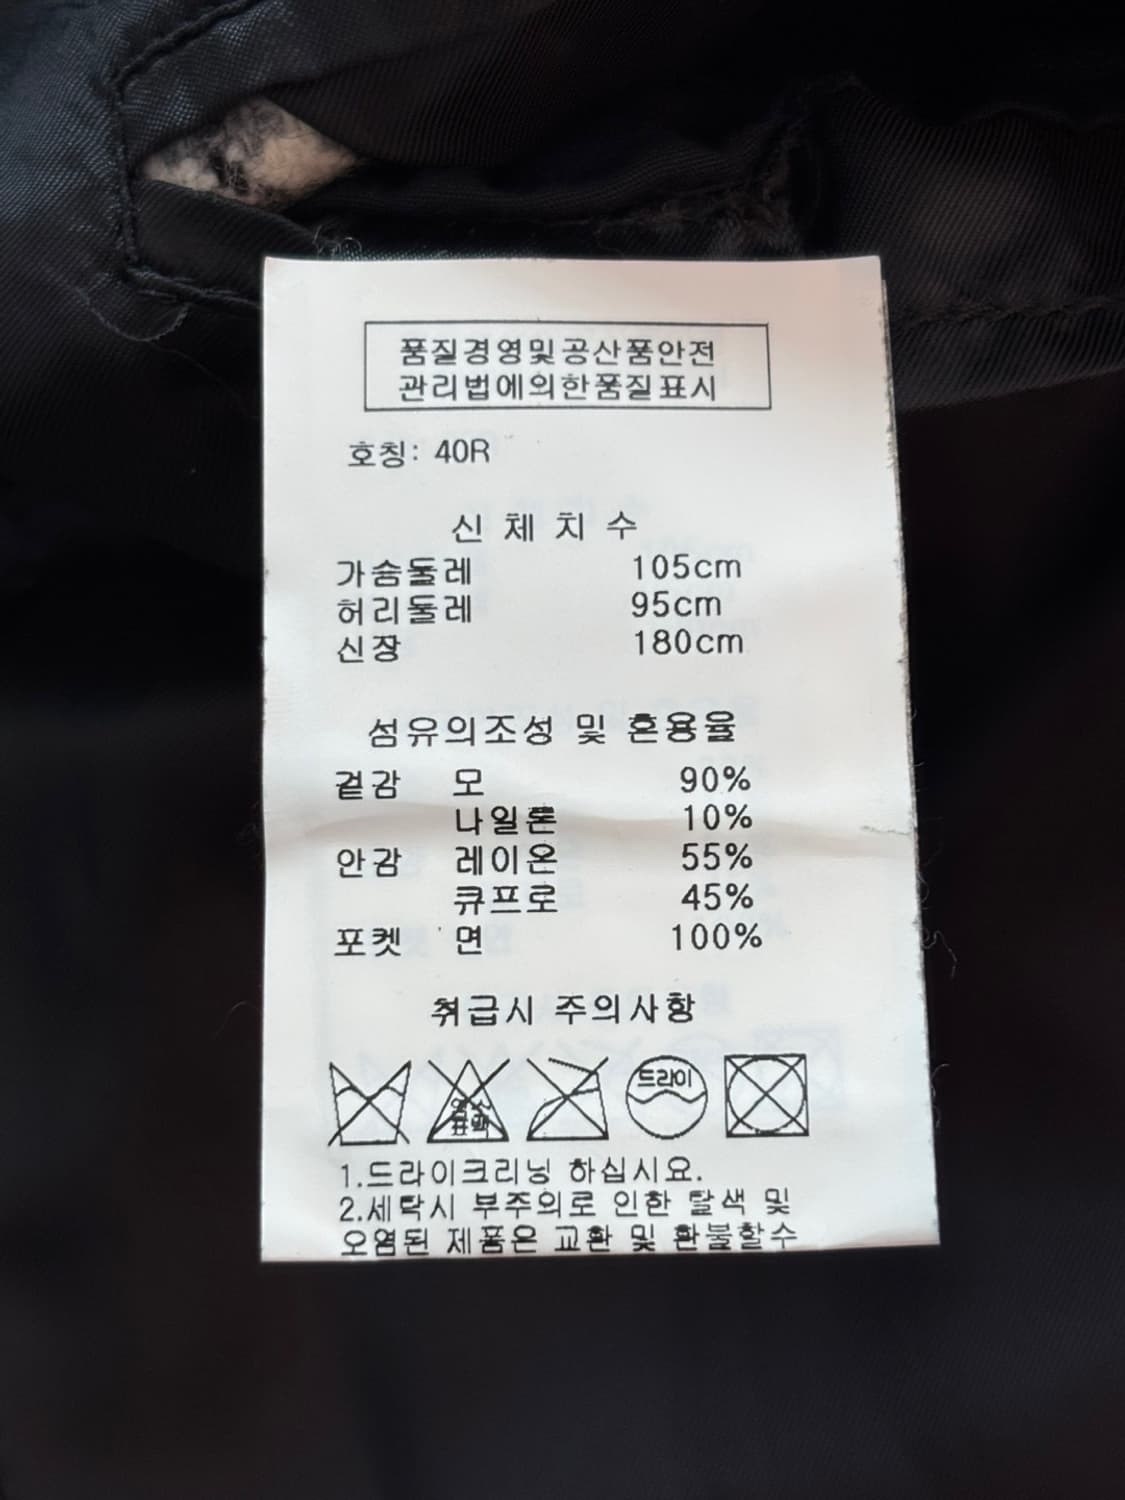 품질경영및공산품안전
관리법에의한품질표시
호칭: 40R
신 체 치 수
가슴둘레 105cm
허리둘레 95cm
신장 180cm
섬유의조성 및 혼용율
겉감 모 90%
나일론 10%
안감 레이온 55%
큐프로 45%
포켓 면 100%
취급시 주의사항
염소
표백
드라이
1.드라이크리닝 하십시요.
2.세탁시 부주의로 인한 탈색 및
오염된 제품은 교환 및 환불할수